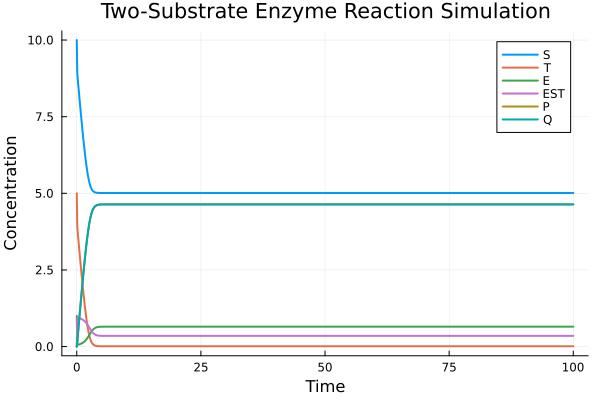 Two-Substrate Enzyme Reaction Simulation
10.0
7.5
5.0
2.5
0.0
Concentration
S
T
E
EST
P
Q
0
25
50
75
100
Time